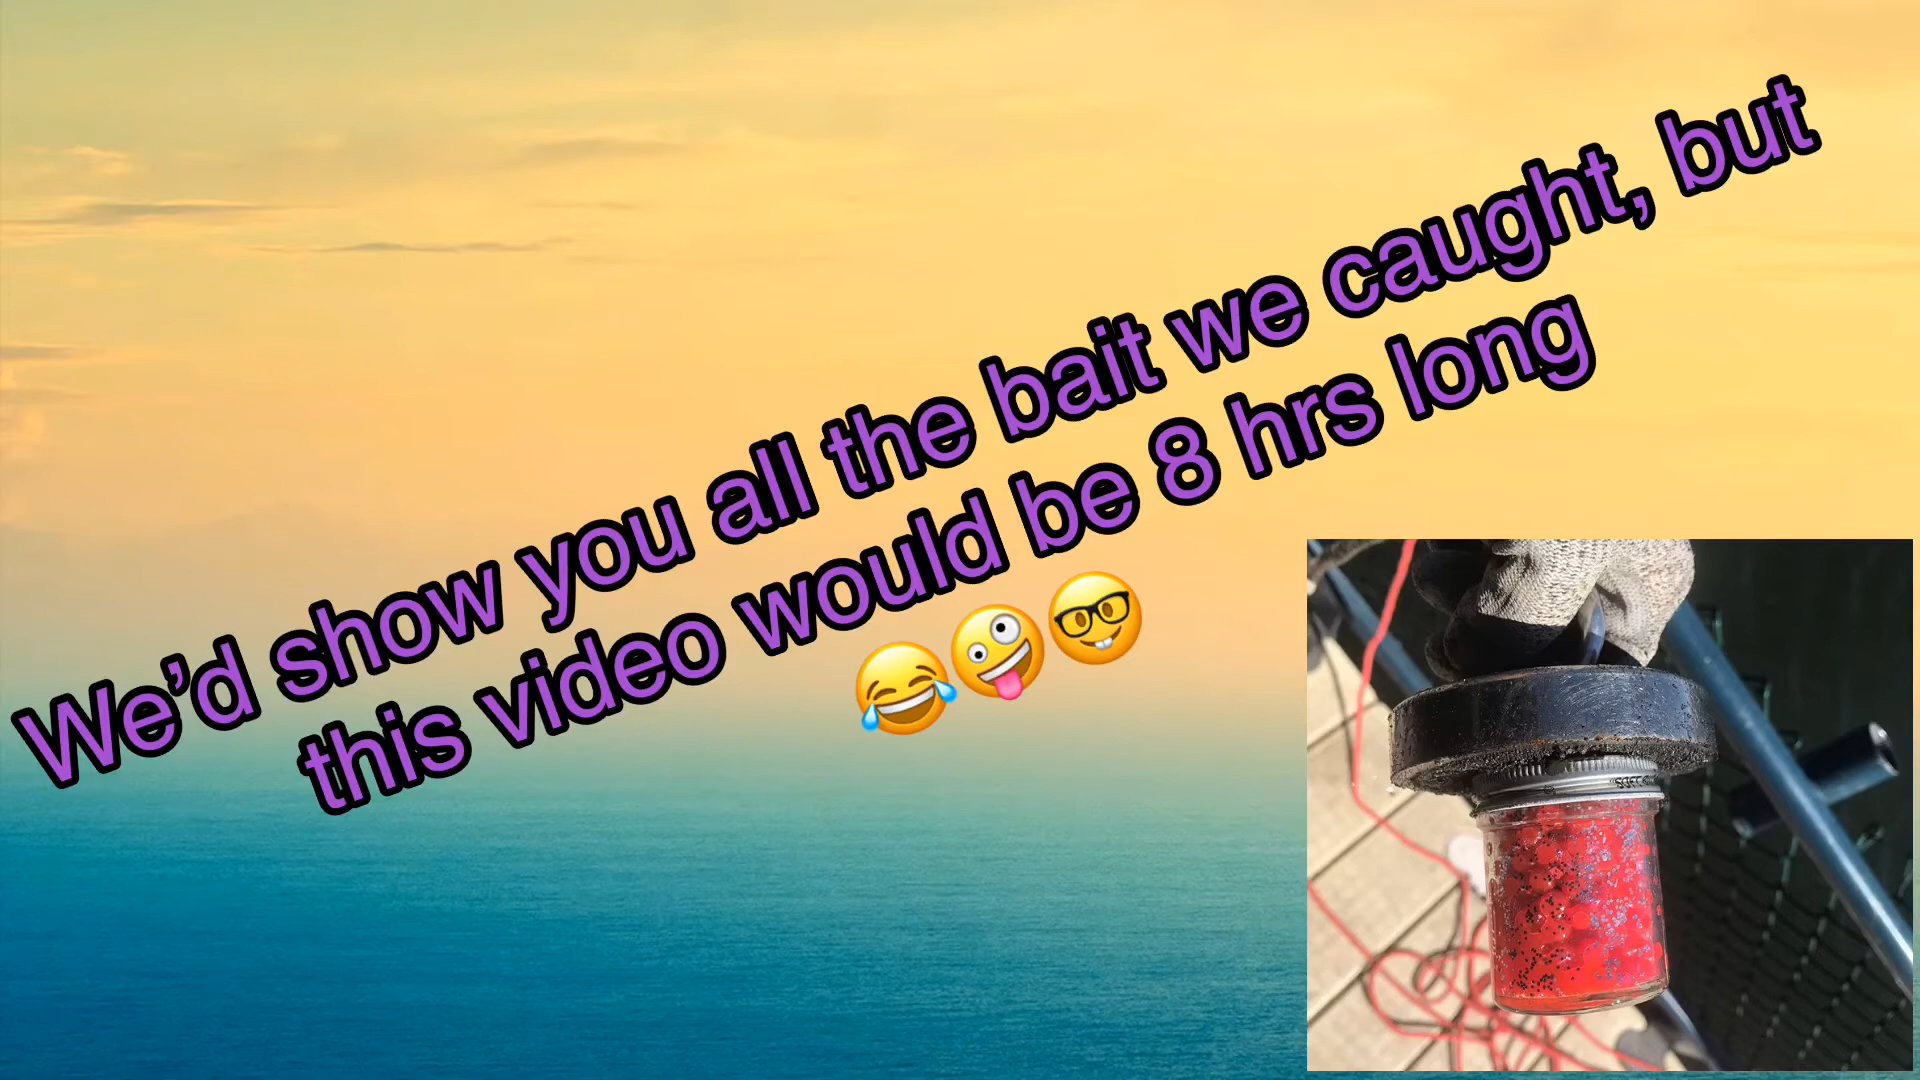 We’d show you all the bait we caught, but
this video would be 8 hrs long
😂🤪🤓